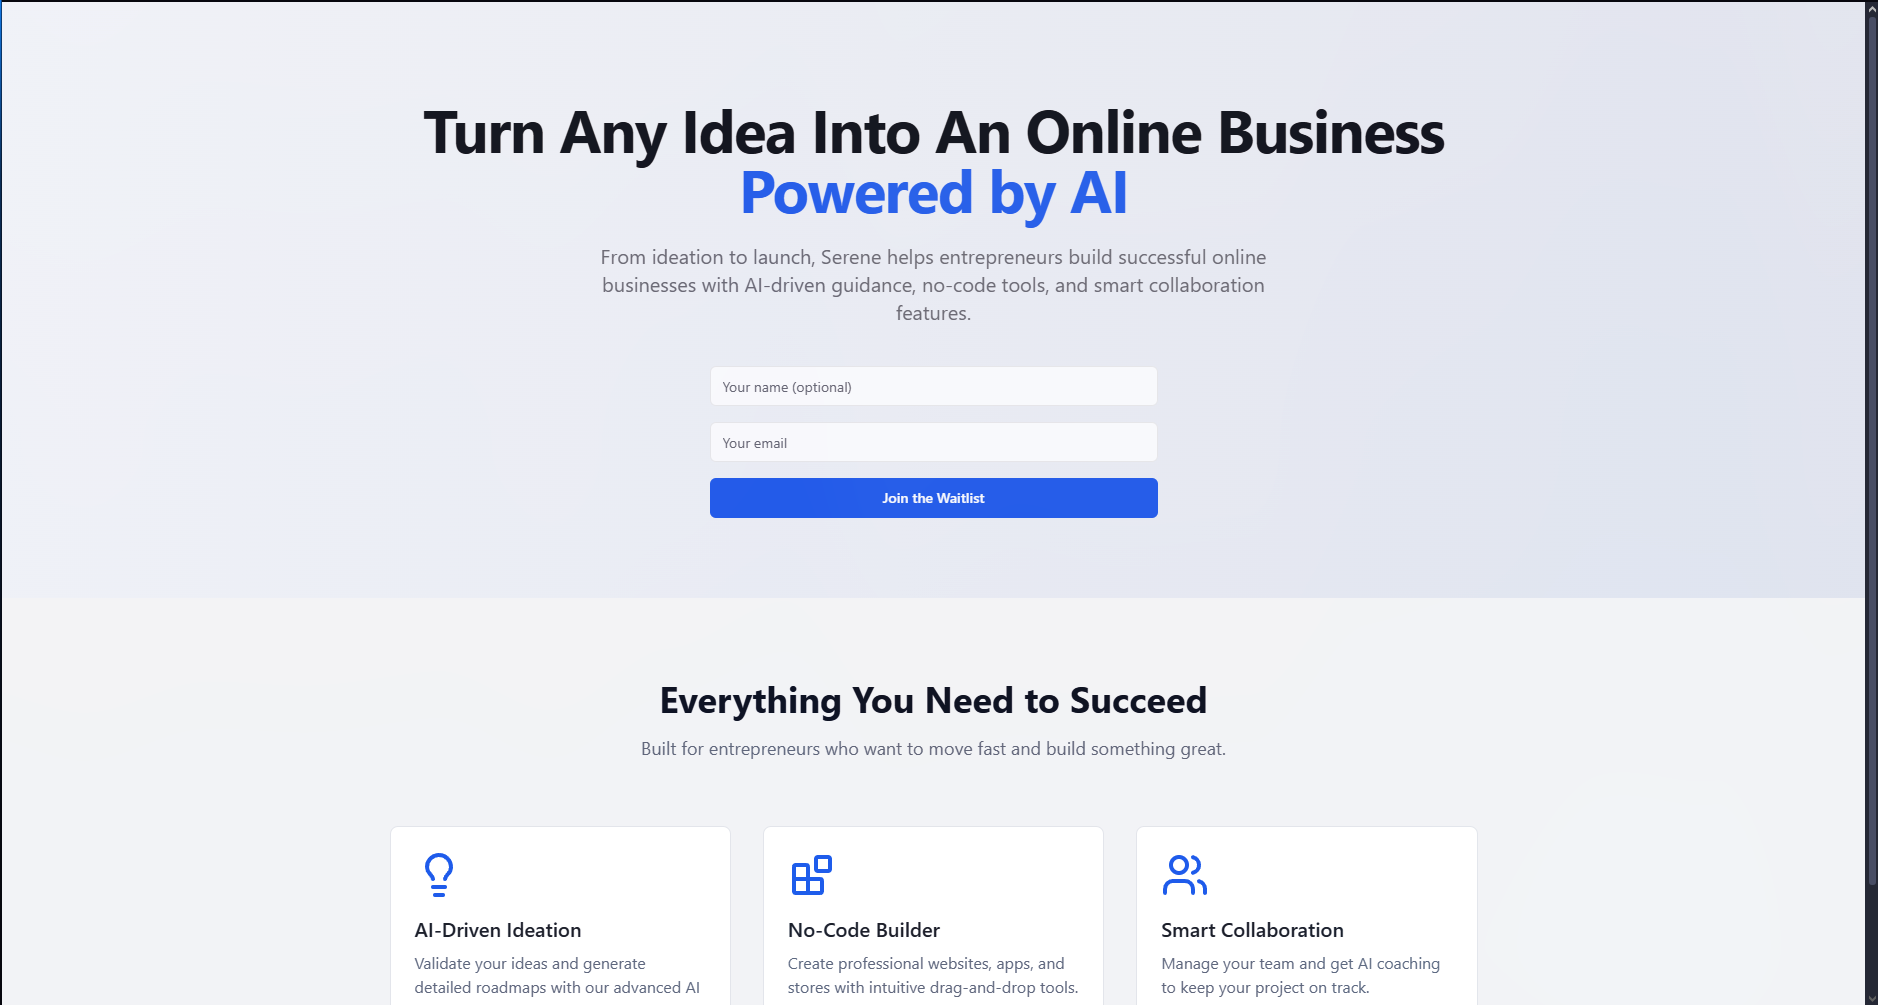 Turn Any Idea Into An Online Business
Powered by AI
From ideation to launch, Serene helps entrepreneurs build successful online
businesses with AI-driven guidance, no-code tools, and smart collaboration
features.
Your name (optional)
Your email
Join the Waitlist
Everything You Need to Succeed
Built for entrepreneurs who want to move fast and build something great.
AI-Driven Ideation
Validate your ideas and generate
detailed roadmaps with our advanced AI
No-Code Builder
Create professional websites, apps, and
stores with intuitive drag-and-drop tools.
Smart Collaboration
Manage your team and get AI coaching
to keep your project on track.